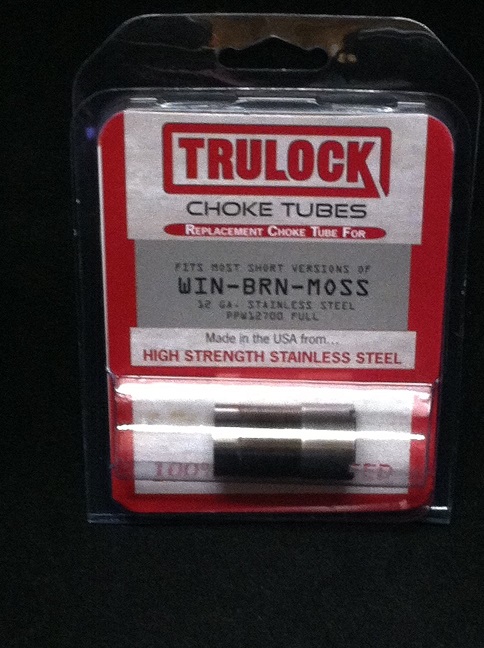 TRULOCK
CHOKE TUBES
REPLACEMENT CHOKE TUBE FOR
FITS MOST SHORT VERSIONS OF
WIN-BRN-MOSS
12 GA. STAINLESS STEEL
PPW12700 FULL
Made in the USA from...
HIGH STRENGTH STAINLESS STEEL
100%